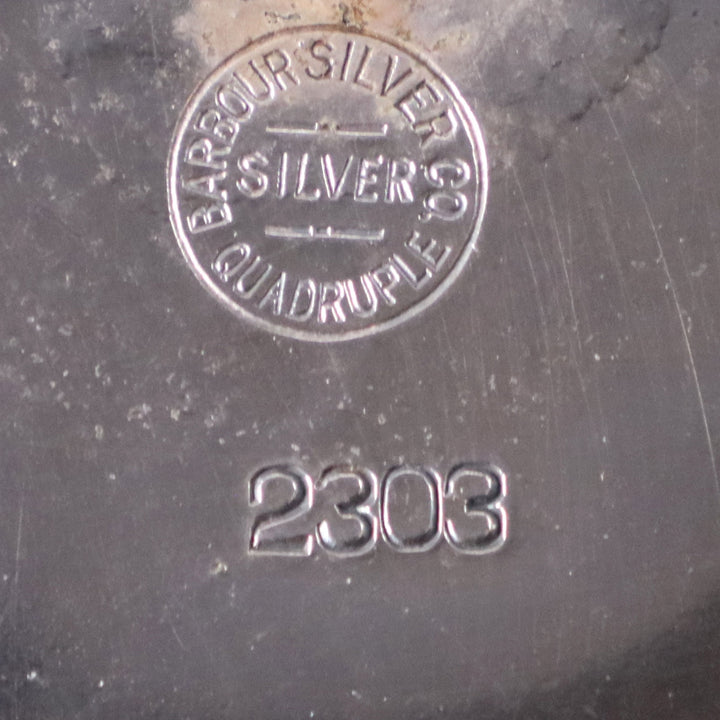 BARBOUR SILVER CO.
SILVER
QUADRUPLE
2303